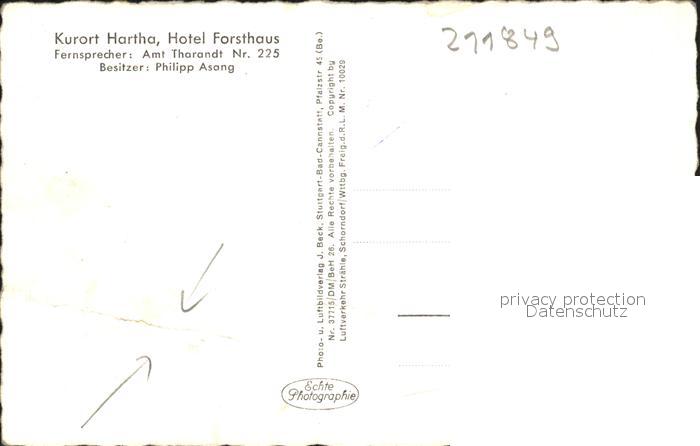 Kurort Hartha, Hotel Forsthaus
Fernsprecher: Amt Tharandt Nr. 225
Besitzer: Philipp Asang
211849
Photo- u. Luftbildverlag J. Beck, Stuttgart-Bad-Cannstatt, Pfalzstr 45 (Be.)
Nr. 37715/DM/BeH 26. Alle Rechte vorbehalten. Copyright by
Luftverkehr Strähle, Schorndorf/Wttbg. Freig.d.R.L.M. Nr. 10029
privacy protection
Datenschutz
Echte
Photographie